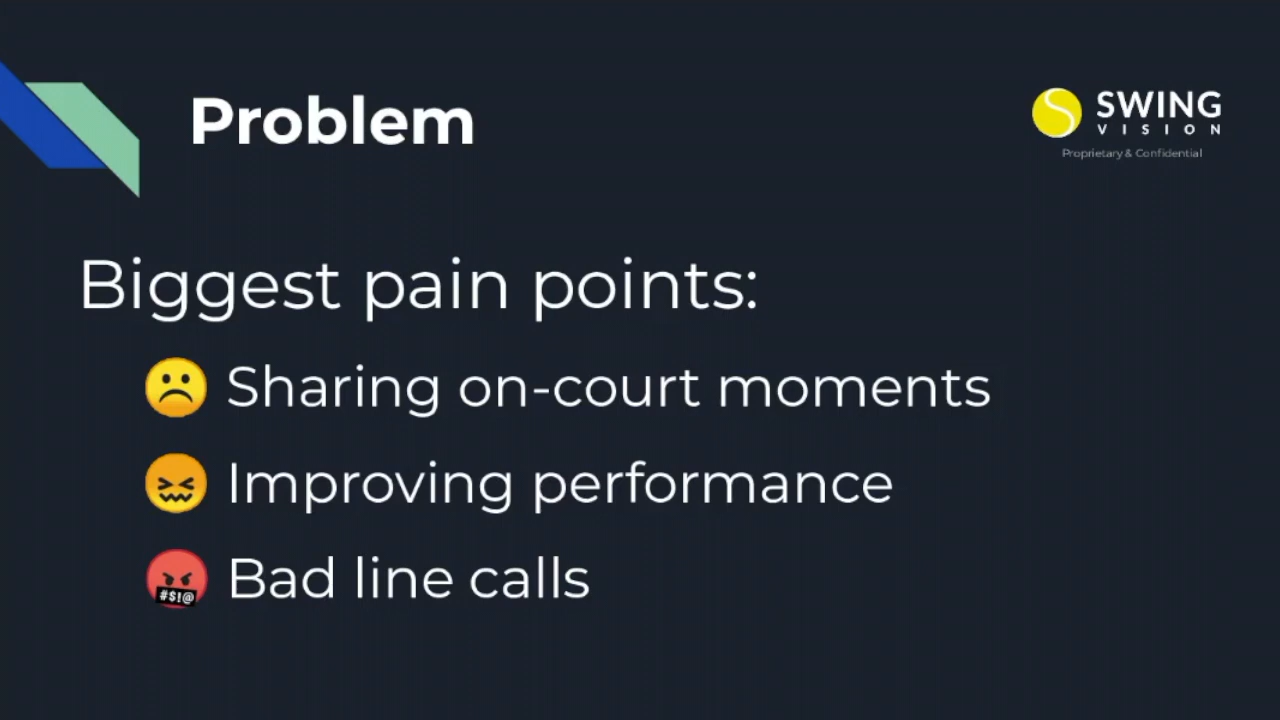 Problem
SWING
VISION
Proprietary & Confidential
Biggest pain points:
Sharing on-court moments
Improving performance
#$!@
Bad line calls